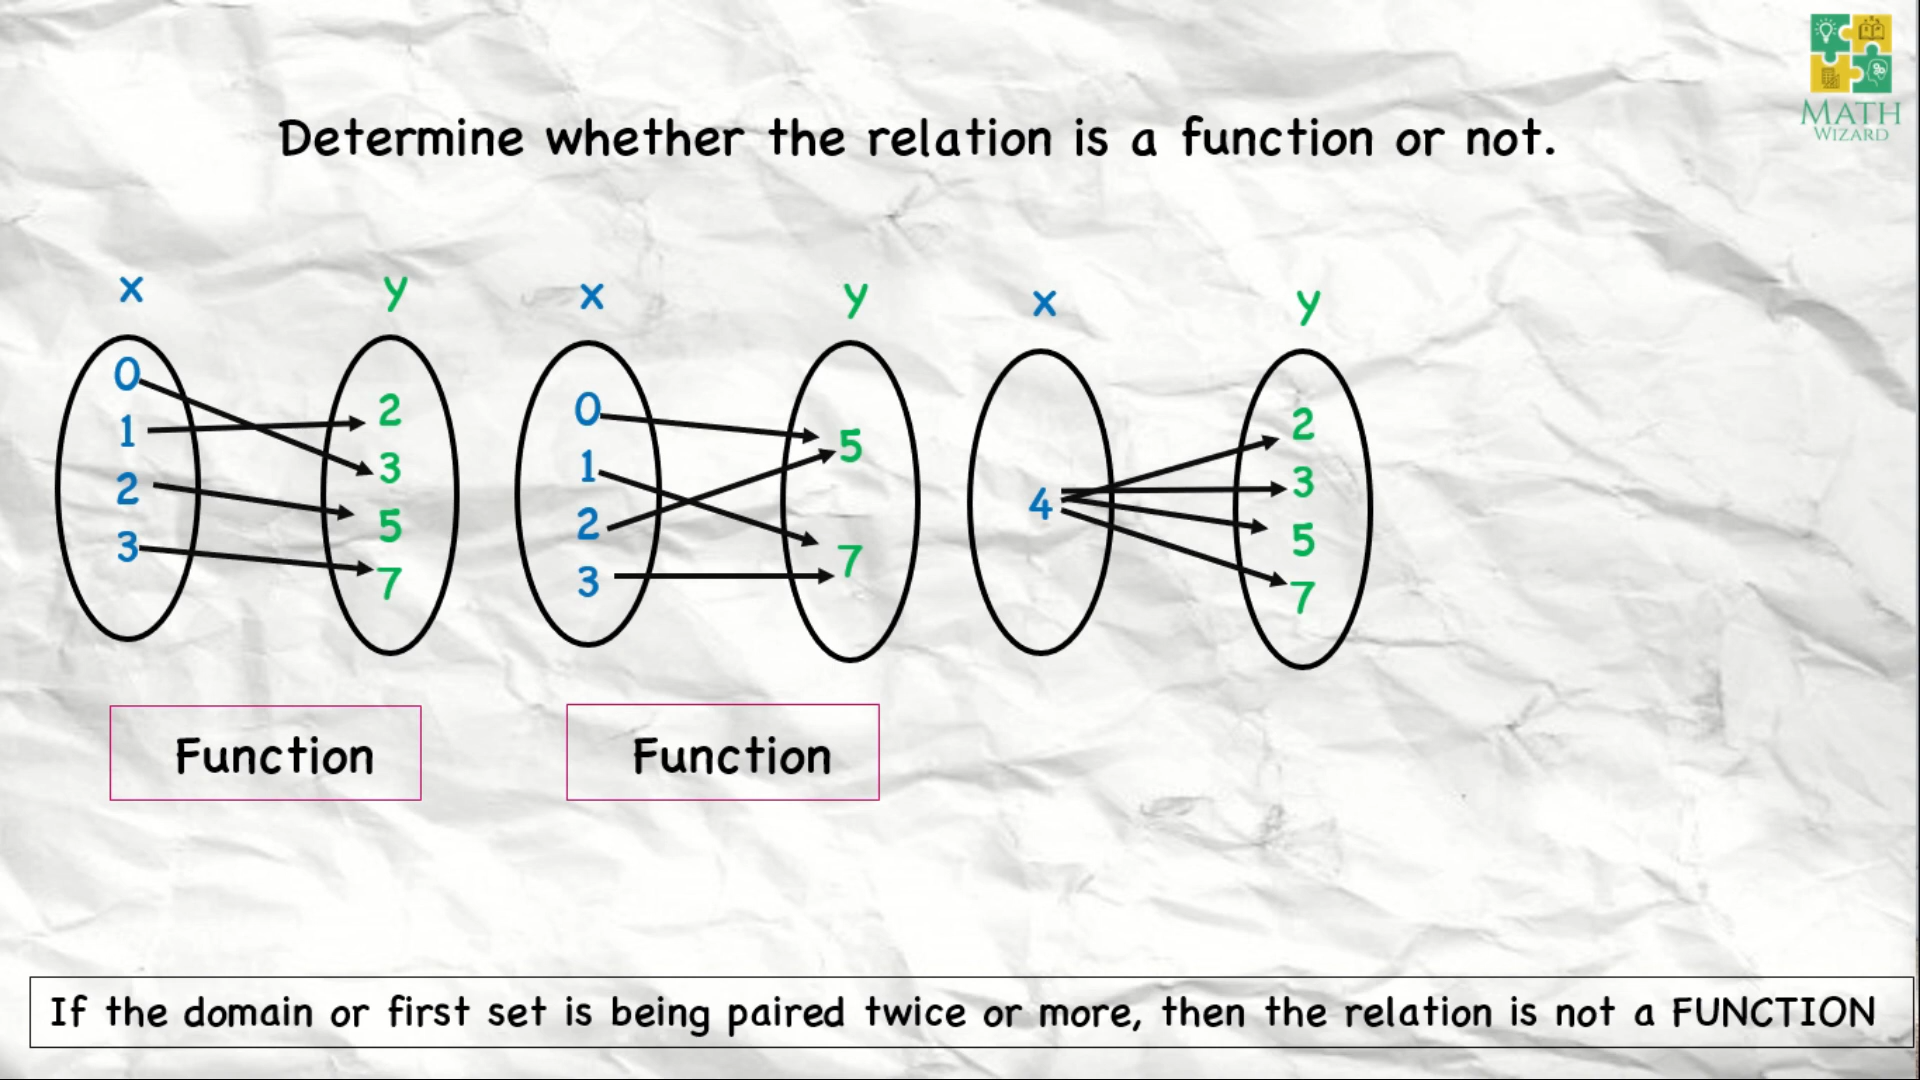 MATH
WIZARD
Determine whether the relation is a function or not.
x y x y x y
0
1
2
3
2
3
5
7
0
1
2
3
5
7
4
2
3
5
7
Function
Function
If the domain or first set is being paired twice or more, then the relation is not a FUNCTION